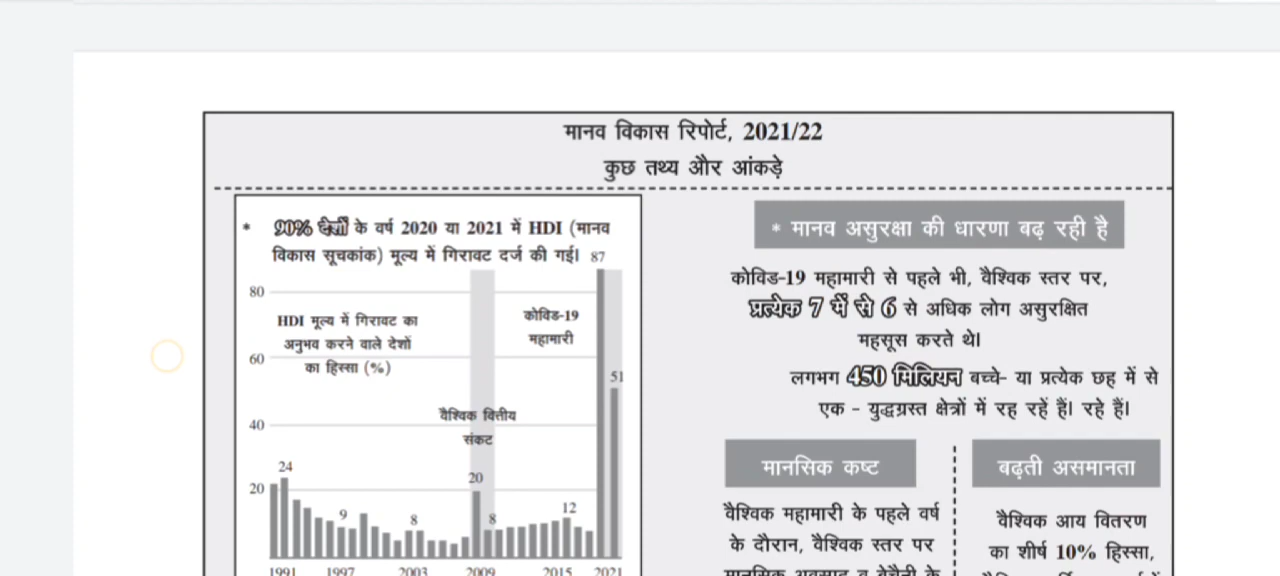 मानव विकास रिपोर्ट, 2021/22
कुछ तथ्य और आंकड़े
* 90% देशों के वर्ष 2020 या 2021 में HDI (मानव
विकास सूचकांक) मूल्य में गिरावट दर्ज की गई।
87
80
HDI मूल्य में गिरावट का
अनुभव करने वाले देशों
का हिस्सा (%)
कोविड-19
महामारी
60
51
40
वैश्विक वित्तीय
संकट
24
20
20
9
8
8
12
1991 1997 2003 2009 2015 2021
* मानव असुरक्षा की धारणा बढ़ रही है
कोविड-19 महामारी से पहले भी, वैश्विक स्तर पर,
प्रत्येक 7 में से 6 से अधिक लोग असुरक्षित
महसूस करते थे।
लगभग 450 मिलियन बच्चे- या प्रत्येक छह में से
एक - युद्धग्रस्त क्षेत्रों में रह रहें हैं। रहे हैं।
मानसिक कष्ट
वैश्विक महामारी के पहले वर्ष
के दौरान, वैश्विक स्तर पर
मानसिक अवसाद व बेचैनी के
बढ़ती असमानता
वैश्विक आय वितरण
का शीर्ष 10% हिस्सा,